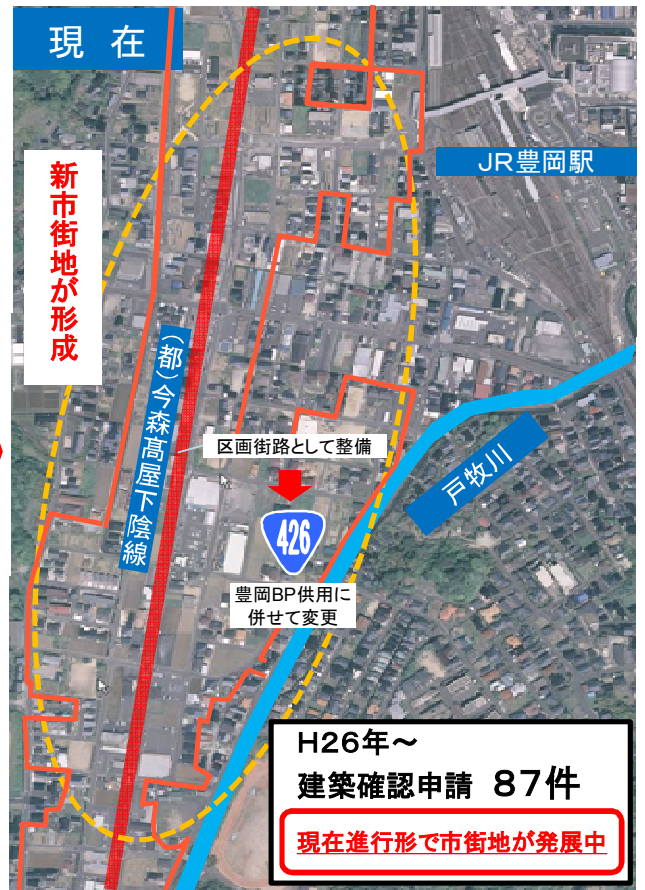 現 在
JR豊岡駅
新市街地が形成
(都)今森髙屋下陰線
区画街路として整備
戸牧川
426
豊岡BP供用に
併せて変更
H26年～
建築確認申請 87件
現在進行形で市街地が発展中